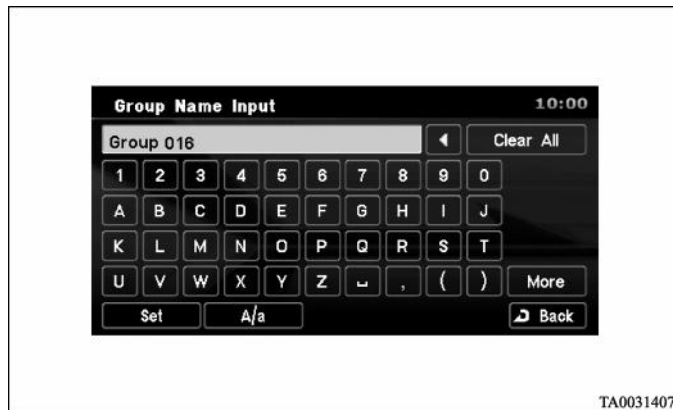 Group Name Input 10:00
Group 016 ◀ Clear All
1 2 3 4 5 6 7 8 9 0
A B C D E F G H I J
K L M N O P Q R S T
U V W X Y Z ␣ , ( ) More
Set A/a Back
TA0031407